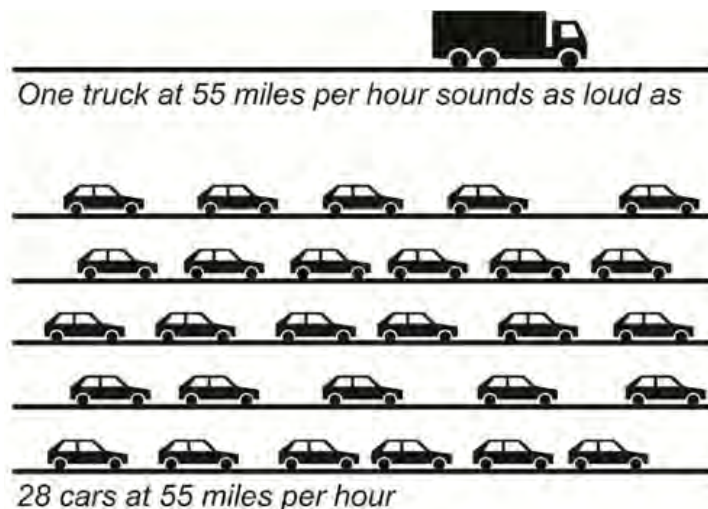 One truck at 55 miles per hour sounds as loud as
28 cars at 55 miles per hour